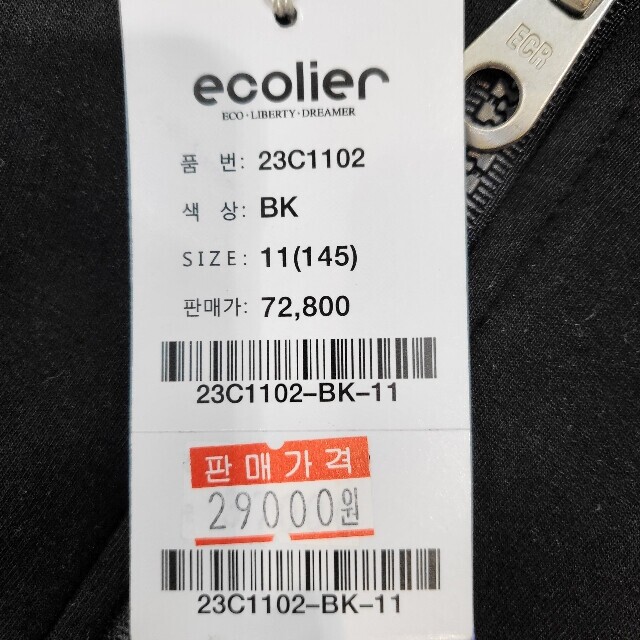 ECR
ecolier
ECO · LIBERTY · DREAMER
품 번: 23C1102
색 상: BK
SIZE: 11(145)
판매가: 72,800
23C1102-BK-11
판매가격
29000원
23C1102-BK-11